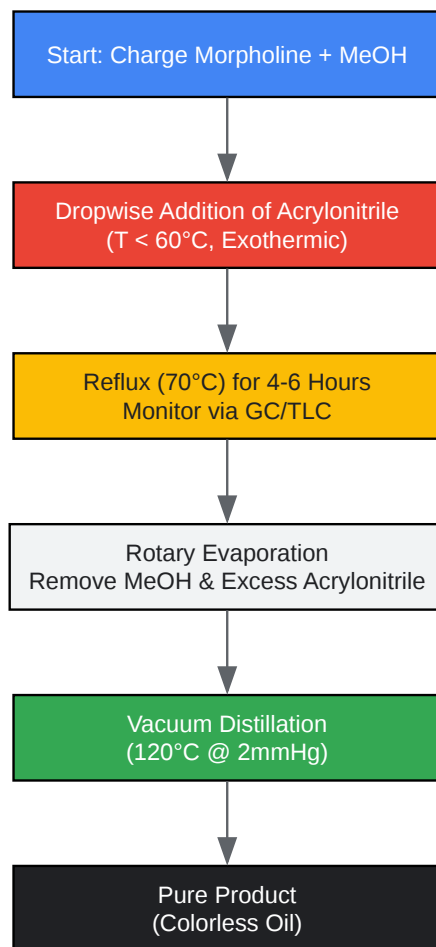 Start: Charge Morpholine + MeOH
Dropwise Addition of Acrylonitrile
(T < 60°C, Exothermic)
Reflux (70°C) for 4-6 Hours
Monitor via GC/TLC
Rotary Evaporation
Remove MeOH & Excess Acrylonitrile
Vacuum Distillation
(120°C @ 2mmHg)
Pure Product
(Colorless Oil)